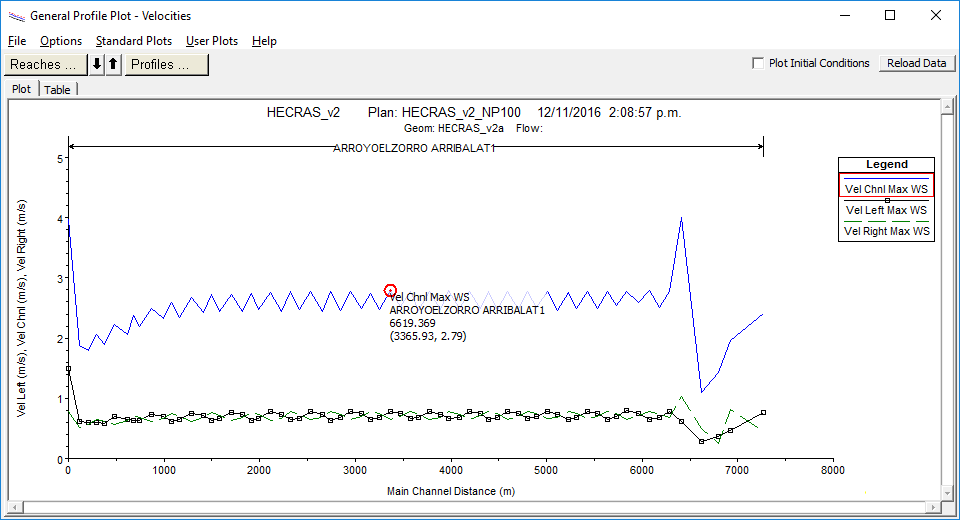 General Profile Plot - Velocities
File Options Standard Plots User Plots Help
Reaches ... Profiles ... Plot Initial Conditions Reload Data
Plot Table
HECRAS_v2 Plan: HECRAS_v2_NP100 12/11/2016 2:08:57 p.m.
Geom: HECRAS_v2a Flow:
ARROYOELZORRO ARRIBALAT1
Legend
Vel Chnl Max WS
Vel Left Max WS
Vel Right Max WS
Vel Left (m/s), Vel Chnl (m/s), Vel Right (m/s)
5
4
3
2
1
0
Vel Chnl Max WS
ARROYOELZORRO ARRIBALAT1
6619.369
(3365.93, 2.79)
0 1000 2000 3000 4000 5000 6000 7000 8000
Main Channel Distance (m)